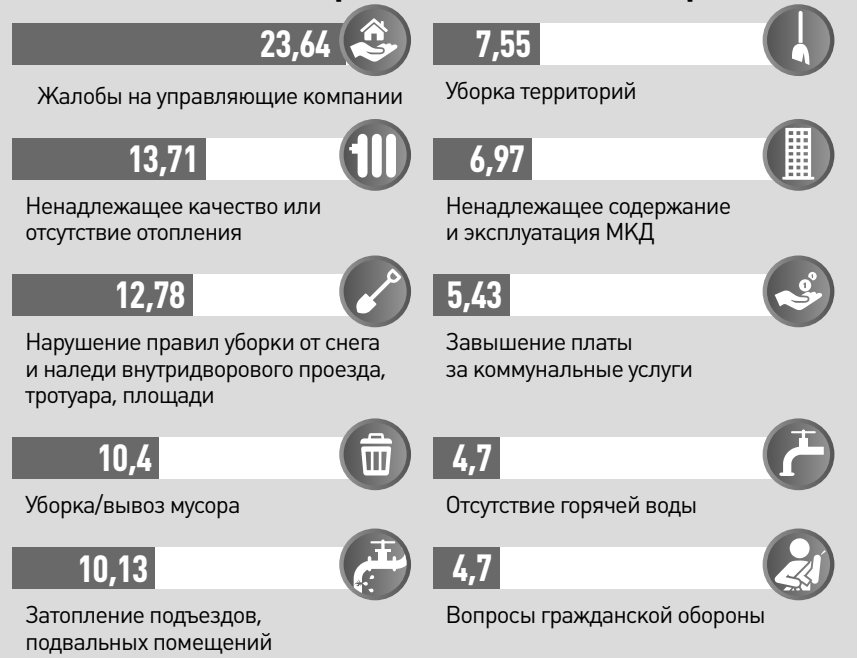 23,64
Жалобы на управляющие компании
13,71
Ненадлежащее качество или
отсутствие отопления
12,78
Нарушение правил уборки от снега
и наледи внутридворового проезда,
тротуара, площади
10,4
Уборка/вывоз мусора
10,13
Затопление подъездов,
подвальных помещений
7,55
Уборка территорий
6,97
Ненадлежащее содержание
и эксплуатация МКД
5,43
Завышение платы
за коммунальные услуги
4,7
Отсутствие горячей воды
4,7
Вопросы гражданской обороны